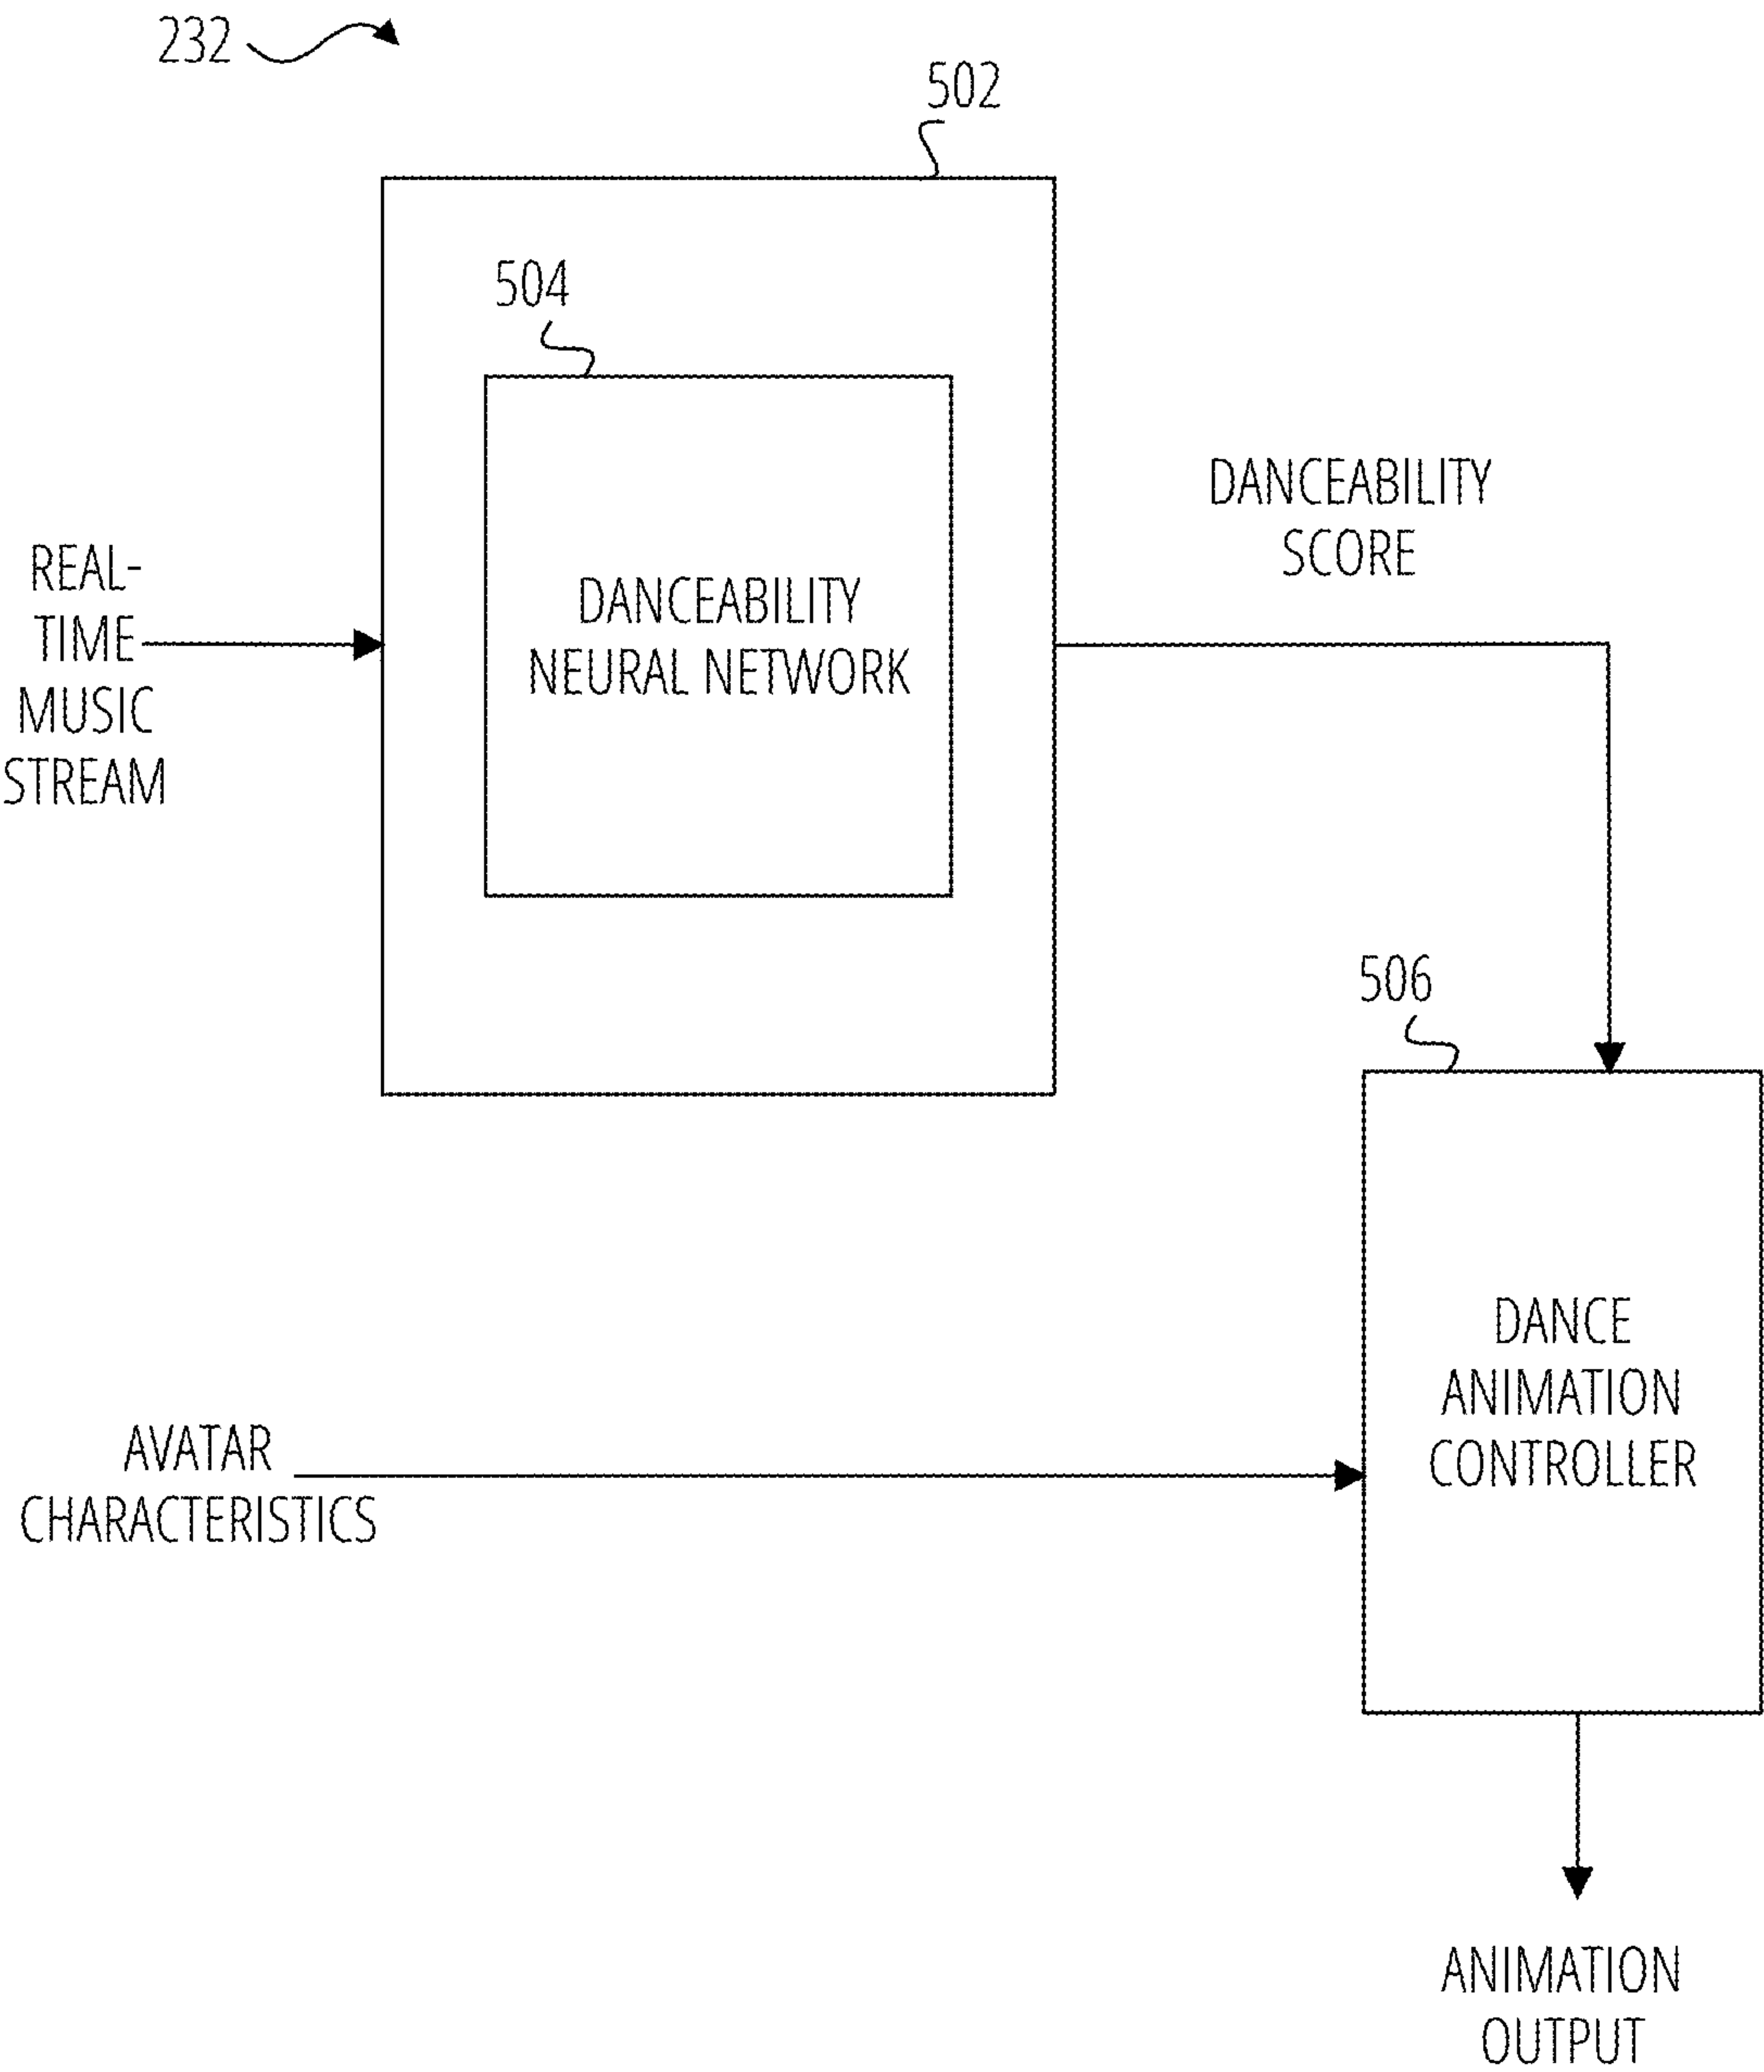 232
502
504
DANCEABILITY
SCORE
REAL-
TIME
MUSIC
STREAM
DANCEABILITY
NEURAL NETWORK
506
DANCE
ANIMATION
CONTROLLER
AVATAR
CHARACTERISTICS
ANIMATION
OUTPUT